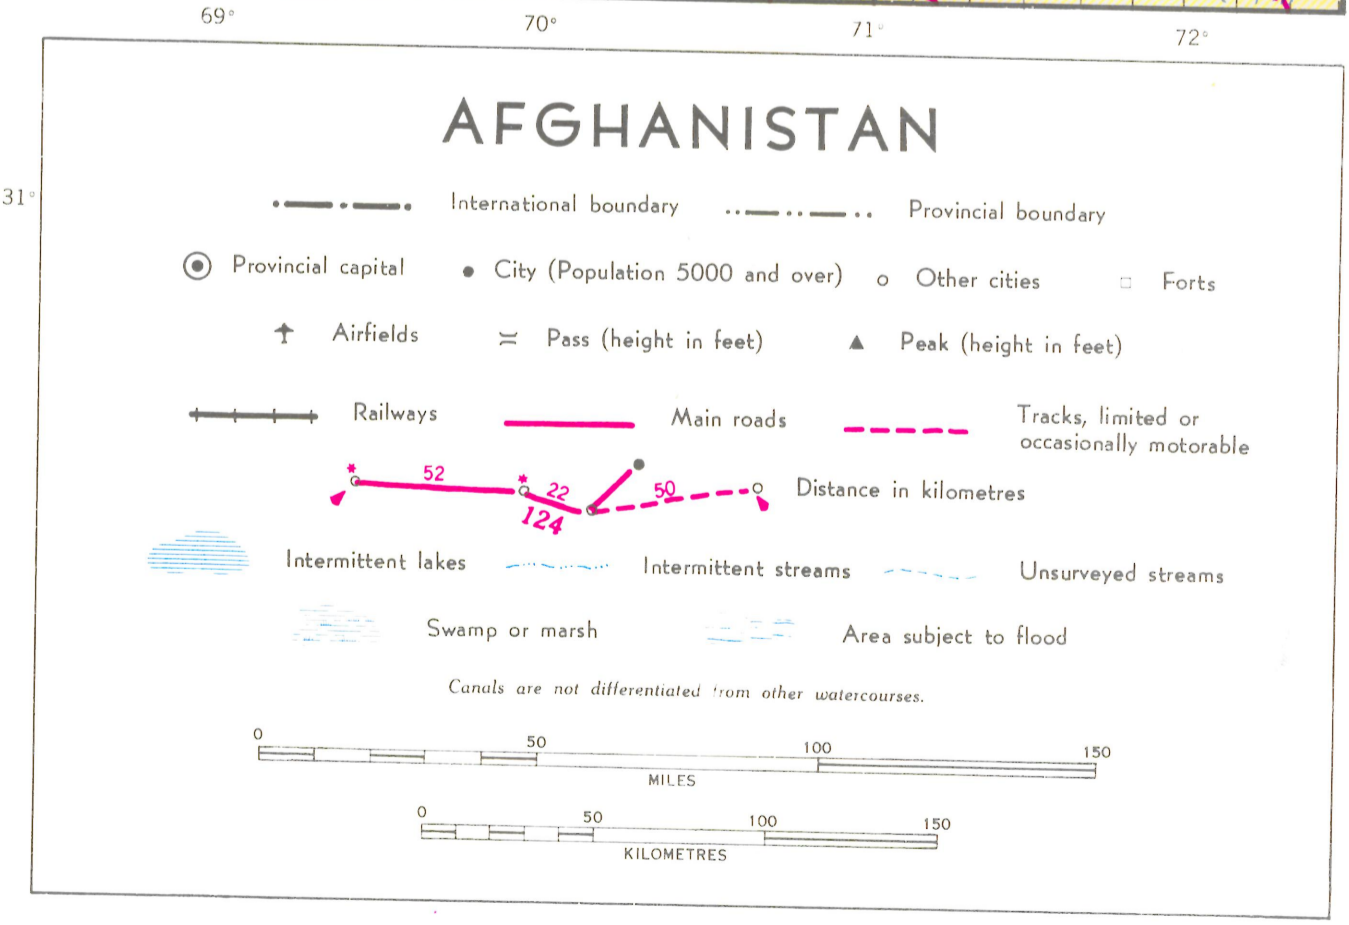 69°
70°
71°
72°
31°
AFGHANISTAN
International boundary
Provincial boundary
Provincial capital
City (Population 5000 and over)
Other cities
Forts
Airfields
Pass (height in feet)
Peak (height in feet)
Railways
Main roads
Tracks, limited or
occasionally motorable
* 52 * 22 50
124
Distance in kilometres
Intermittent lakes
Intermittent streams
Unsurveyed streams
Swamp or marsh
Area subject to flood
Canals are not differentiated from other watercourses.
0 50 100 150
MILES
0 50 100 150
KILOMETRES